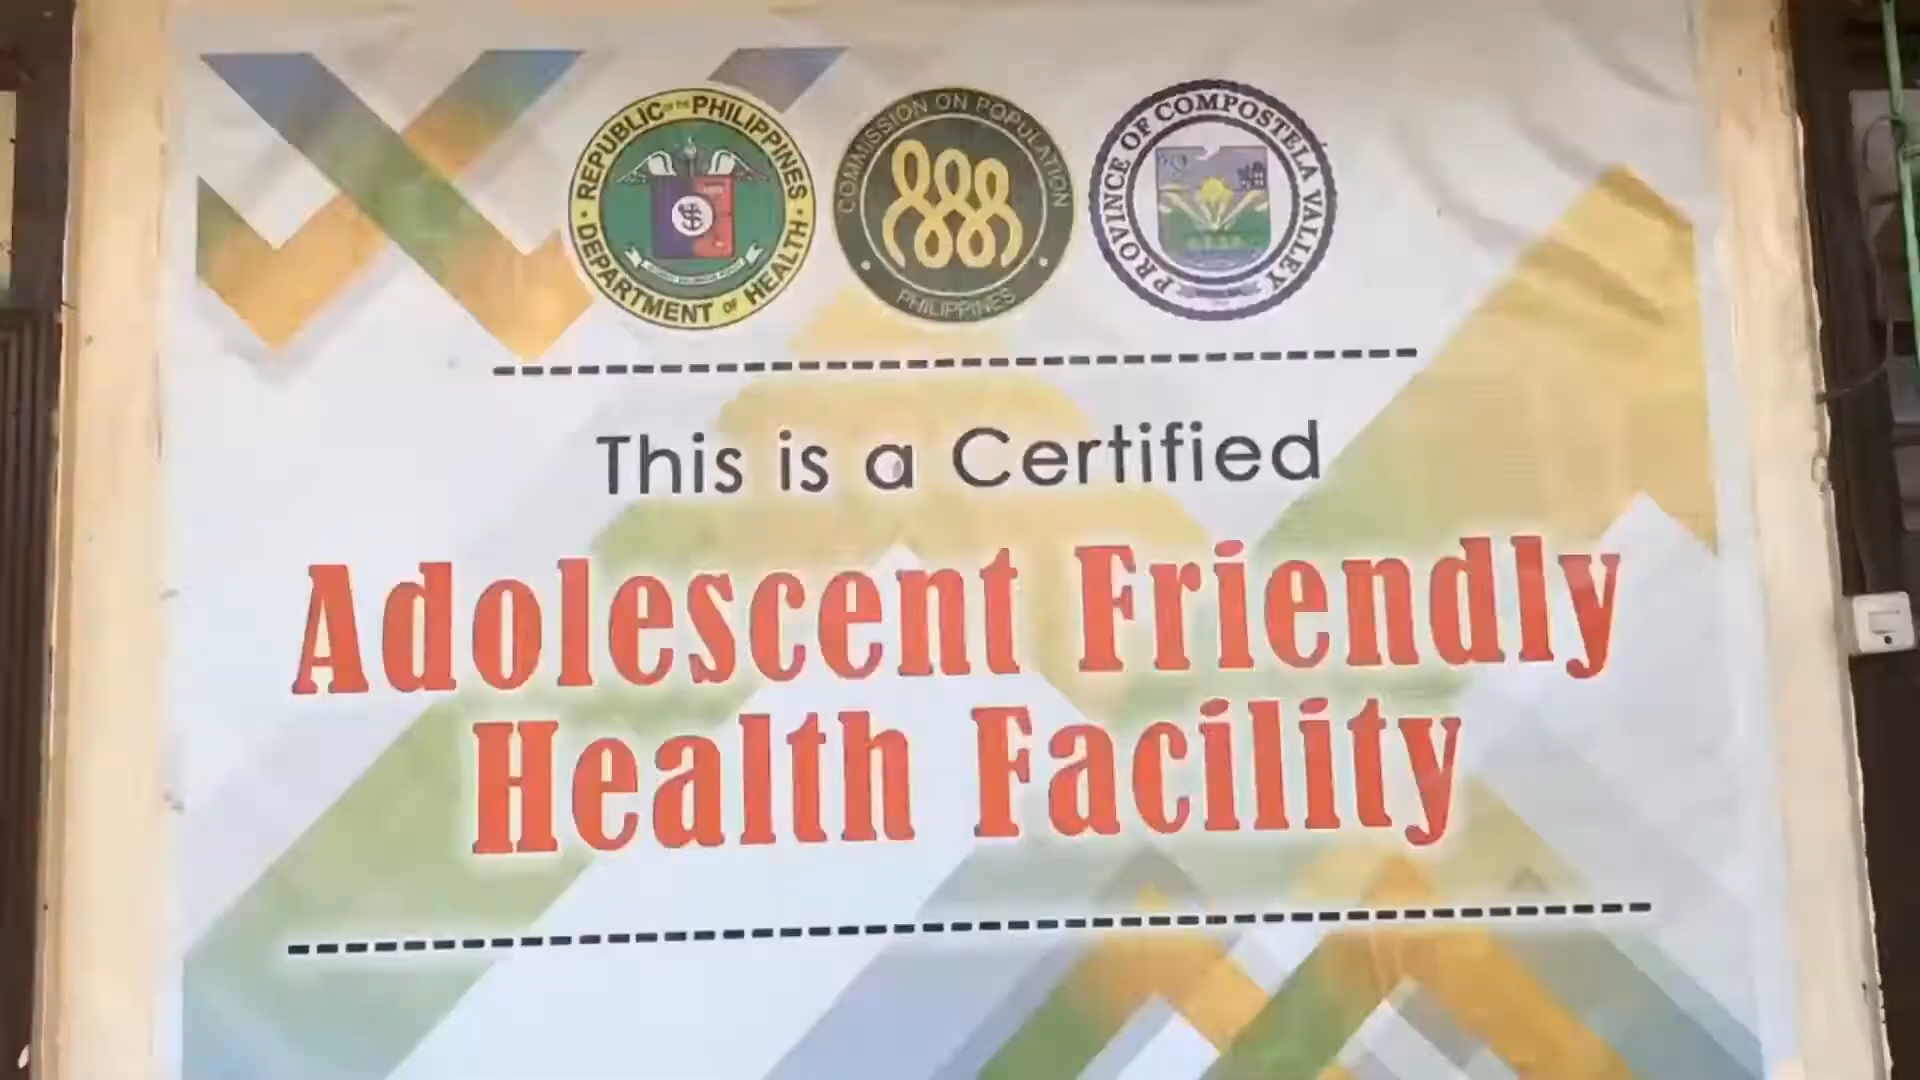 REPUBLIC OF THE PHILIPPINES
DEPARTMENT OF HEALTH
COMMISSION ON POPULATION
PHILIPPINES
PROVINCE OF COMPOSTELA VALLEY
This is a Certified
Adolescent Friendly
Health Facility